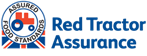 ASSURED
FOOD STANDARDS
Red Tractor
Assurance